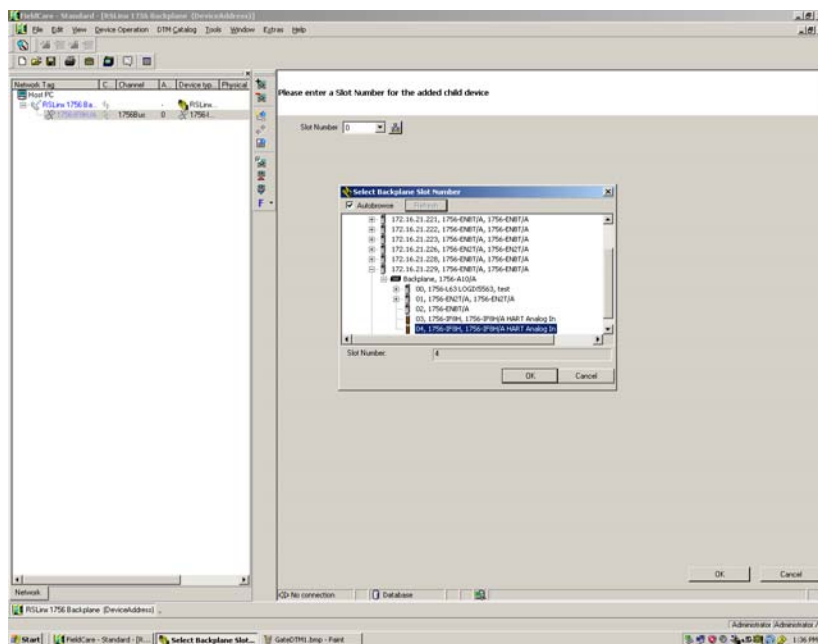 FieldCare - Standard - [RSLinx 1756 Backplane (DeviceAddress)]
File Edit View Device Operation DTM Catalog Tools Window Extras Help
Network Tag C... Channel A... Device typ... Physical
Host PC
RSLinx 1756 Ba... - RSLinx...
1756Bus 0 1756-I...
Please enter a Slot Number for the added child device
Slot Number 0
Select Backplane Slot Number
Autobrowse Refresh
172.16.21.221, 1756-ENBT/A, 1756-ENBT/A
172.16.21.222, 1756-ENBT/A, 1756-ENBT/A
172.16.21.223, 1756-ENBT/A, 1756-ENBT/A
172.16.21.226, 1756-EN2T/A, 1756-EN2T/A
172.16.21.228, 1756-ENBT/A, 1756-ENBT/A
172.16.21.229, 1756-ENBT/A, 1756-ENBT/A
Backplane, 1756-A10/A
00, 1756-L63 LOGIX5563, test
01, 1756-EN2T/A, 1756-EN2T/A
02, 1756-ENBT/A
03, 1756-IF8H, 1756-IF8H/A HART Analog In
04, 1756-IF8H, 1756-IF8H/A HART Analog In
Slot Number: 4
OK Cancel
OK Cancel
Network
No connection Database
RSLinx 1756 Backplane (DeviceAddress)
Administrator Administrator
Start FieldCare - Standard - [R... Select Backplane Slot... GateDTM1.bmp - Paint 1:36 PM